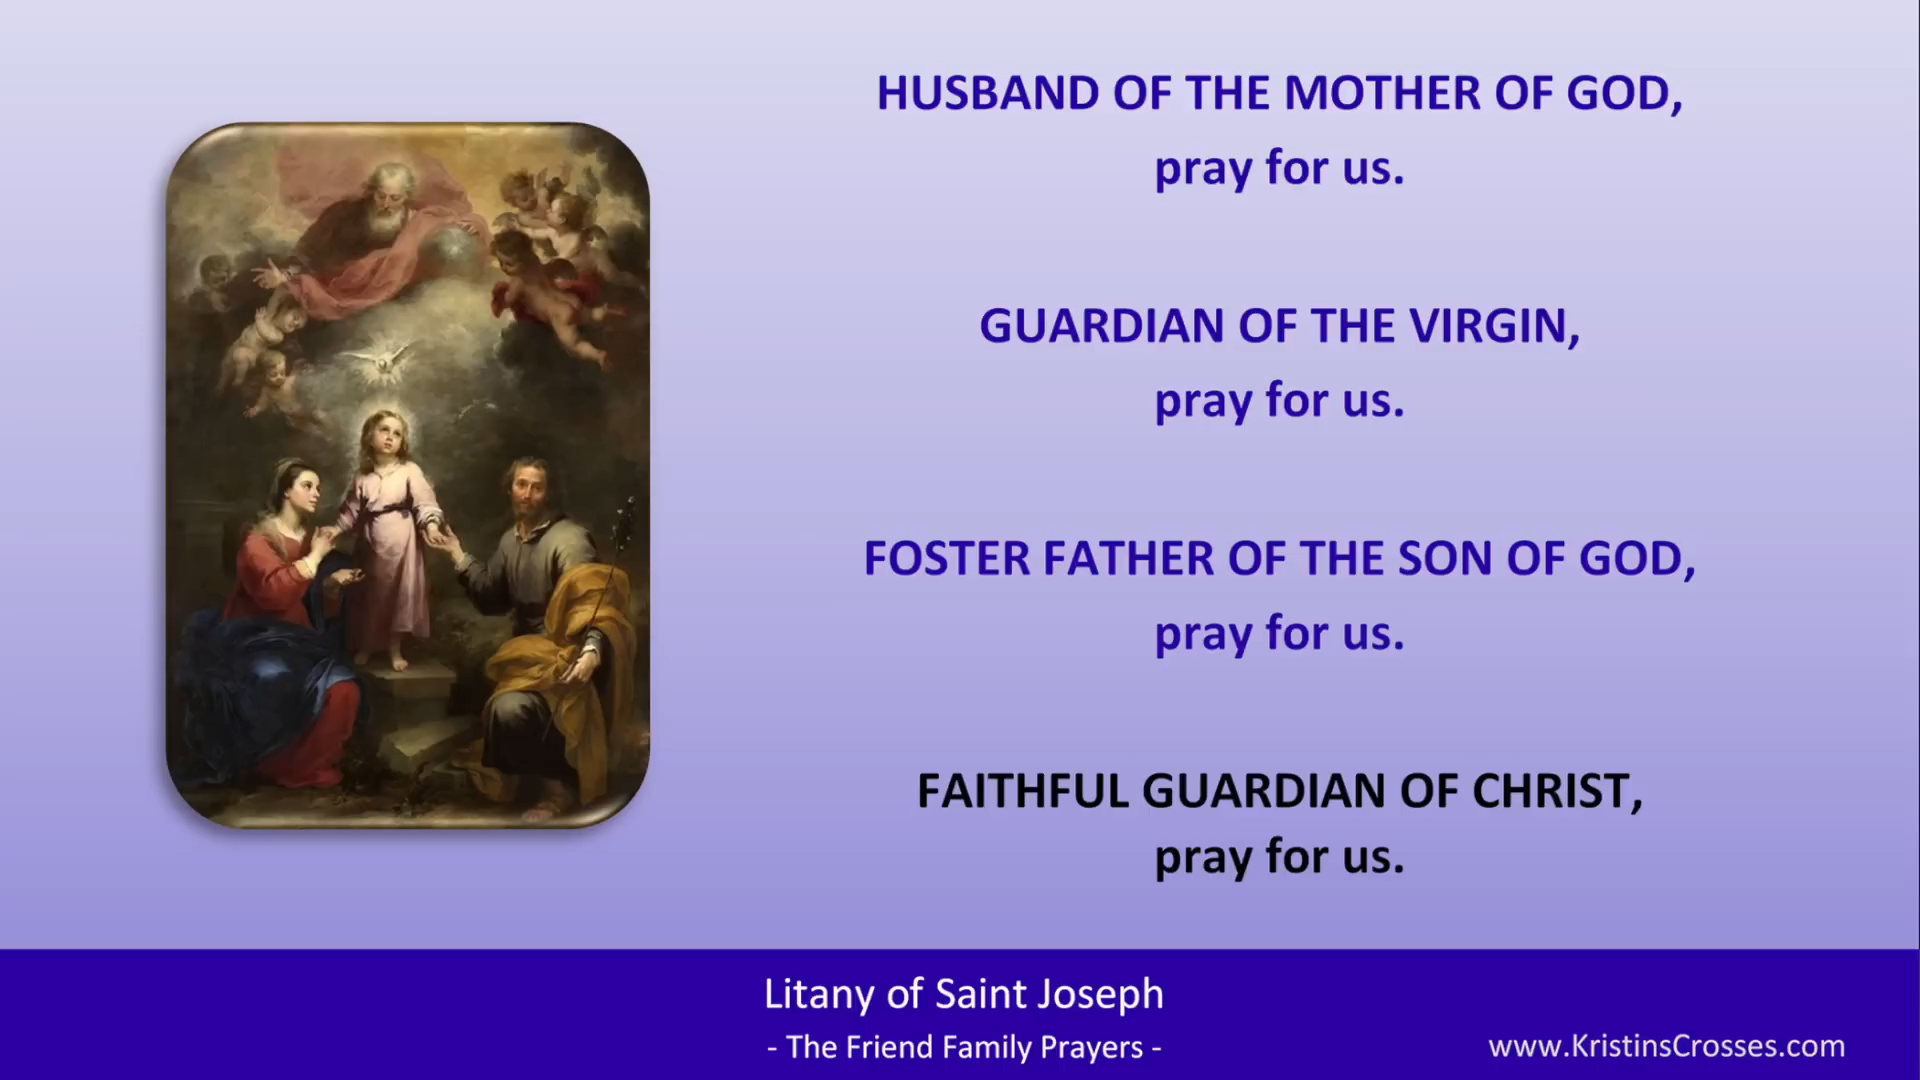 HUSBAND OF THE MOTHER OF GOD,
pray for us.
GUARDIAN OF THE VIRGIN,
pray for us.
FOSTER FATHER OF THE SON OF GOD,
pray for us.
FAITHFUL GUARDIAN OF CHRIST,
pray for us.
Litany of Saint Joseph
- The Friend Family Prayers -
www.KristinsCrosses.com